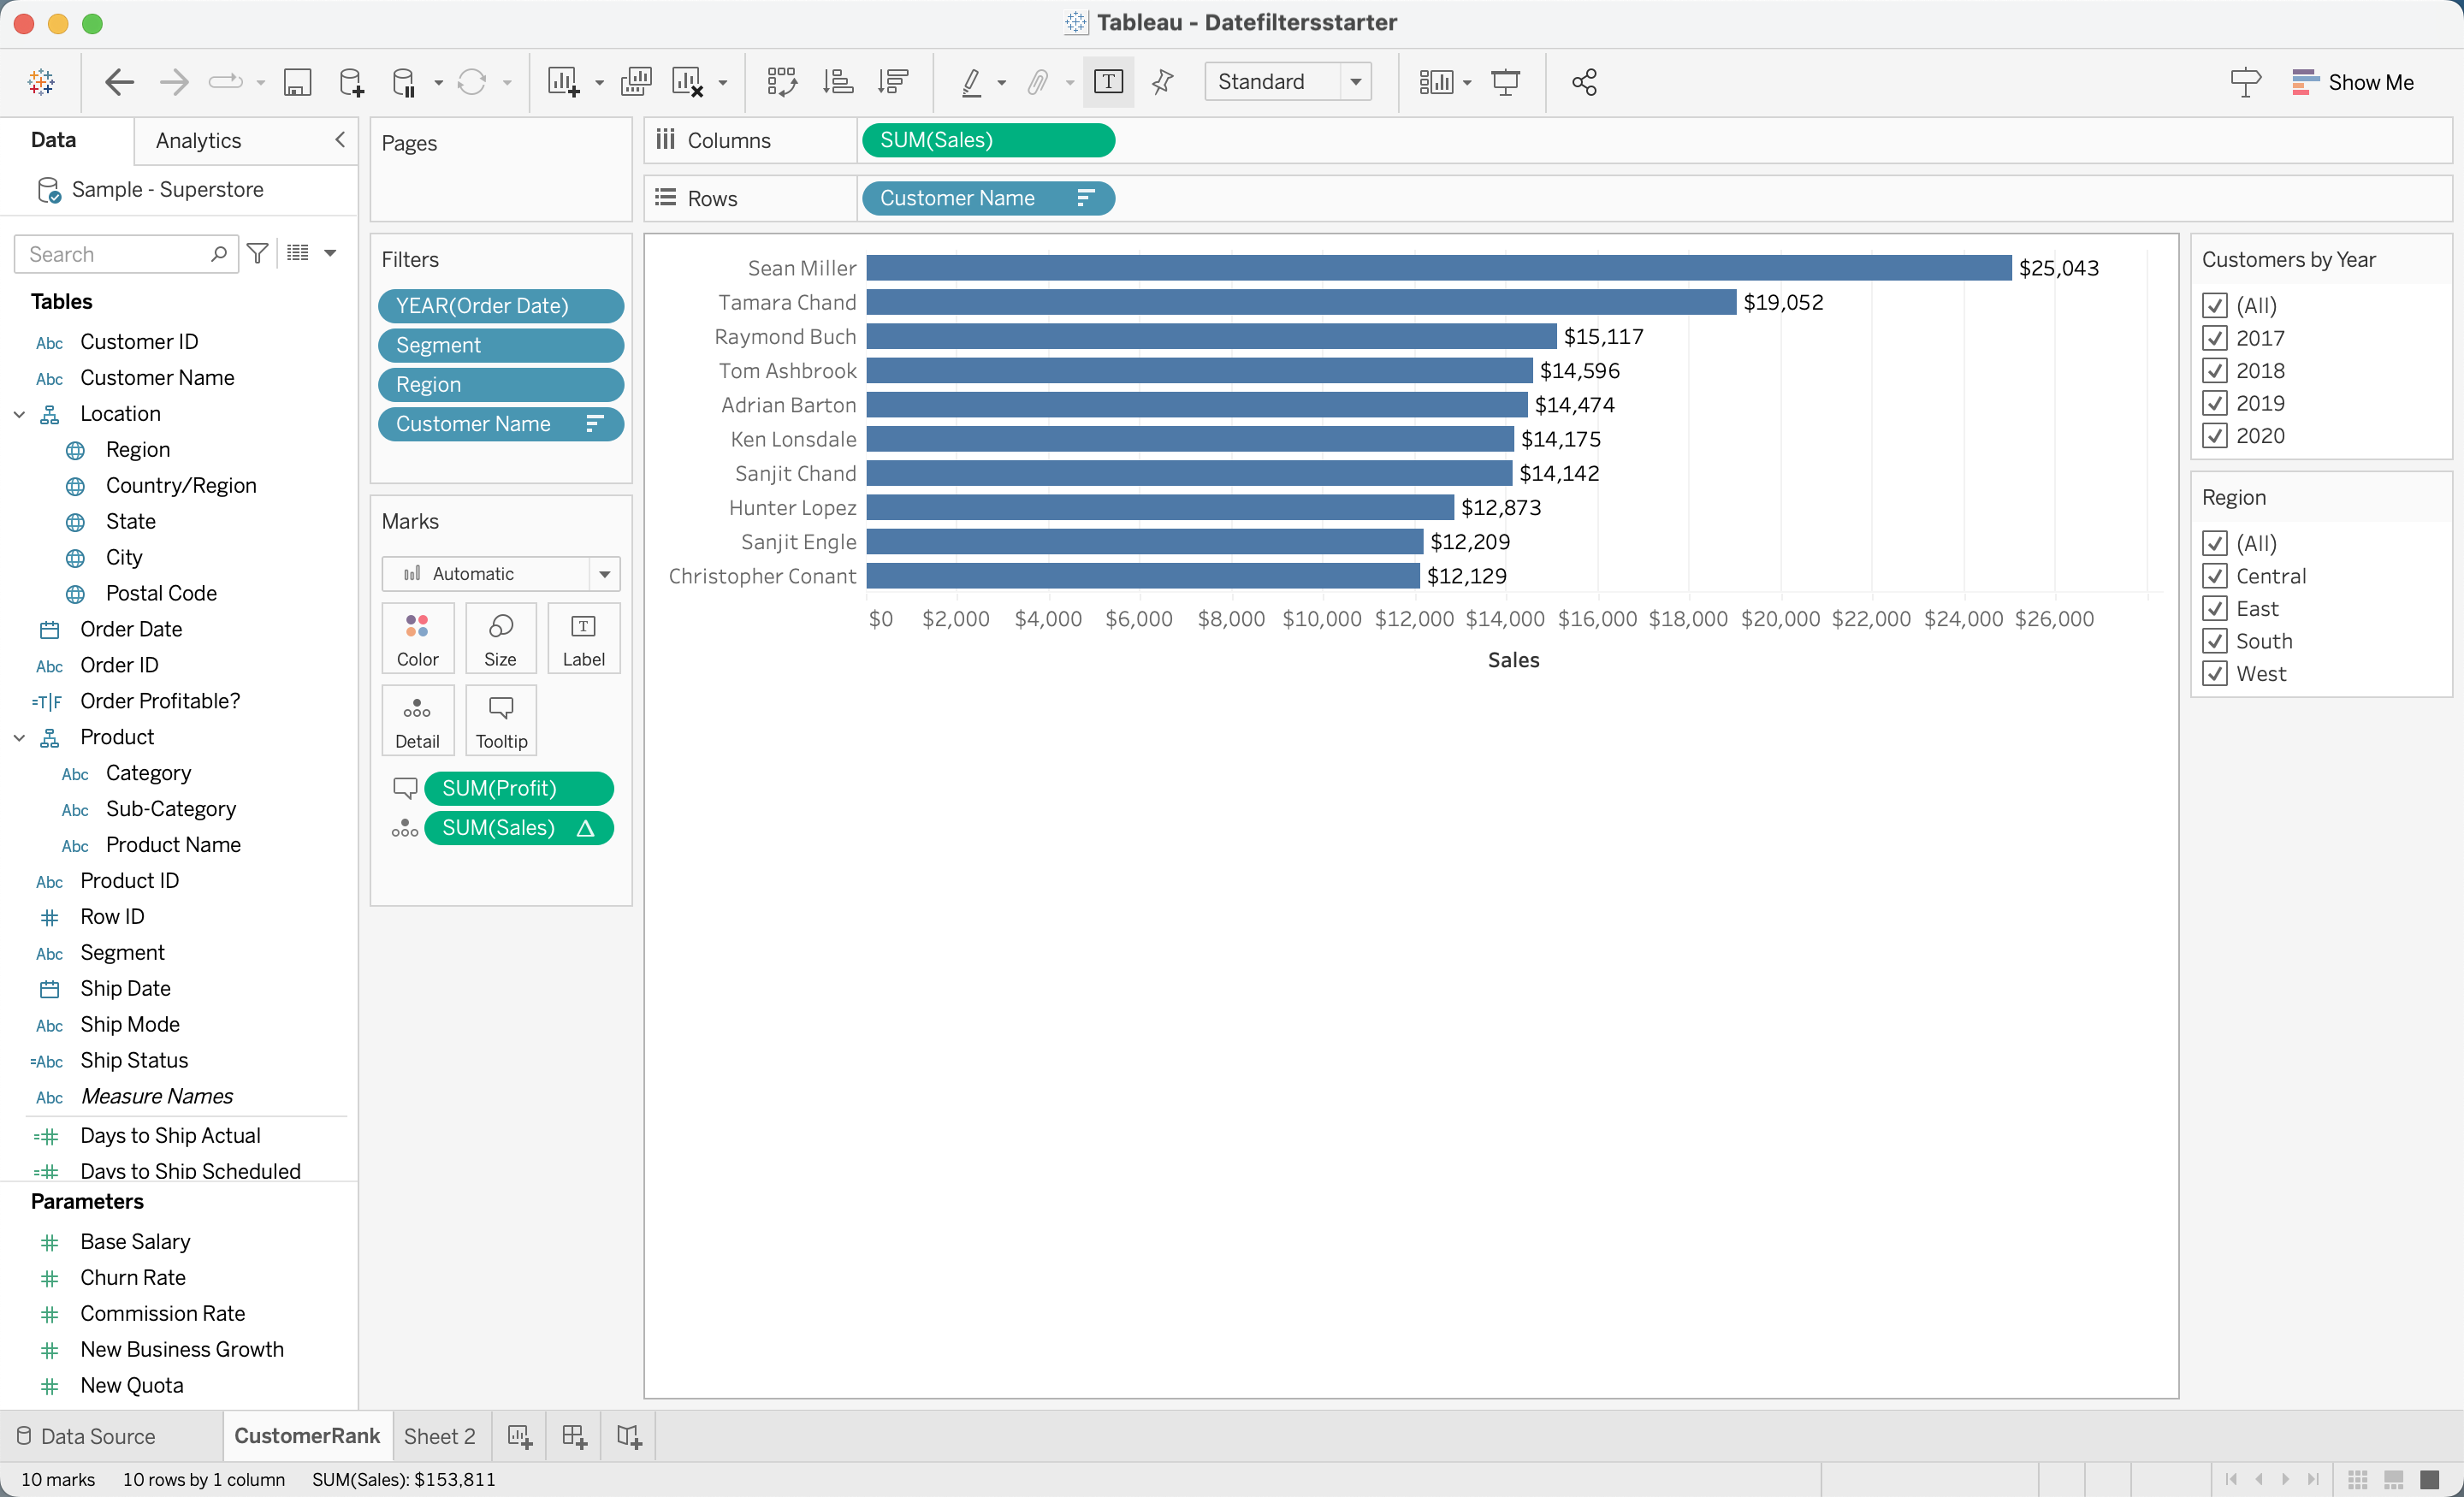 Tableau - Datefiltersstarter
Standard
Show Me
Data
Analytics
Sample - Superstore
Search
Tables
Abc Customer ID
Abc Customer Name
Location
Region
Country/Region
State
City
Postal Code
Order Date
Abc Order ID
=T|F Order Profitable?
Product
Abc Category
Abc Sub-Category
Abc Product Name
Abc Product ID
# Row ID
Abc Segment
Ship Date
Abc Ship Mode
=Abc Ship Status
Abc Measure Names
=# Days to Ship Actual
=# Days to Ship Scheduled
Parameters
# Base Salary
# Churn Rate
# Commission Rate
# New Business Growth
# New Quota
Pages
Filters
YEAR(Order Date)
Segment
Region
Customer Name
Marks
Automatic
Color
Size
T
Label
Detail
Tooltip
SUM(Profit)
SUM(Sales)
Columns
SUM(Sales)
Rows
Customer Name
Sean Miller $25,043
Tamara Chand $19,052
Raymond Buch $15,117
Tom Ashbrook $14,596
Adrian Barton $14,474
Ken Lonsdale $14,175
Sanjit Chand $14,142
Hunter Lopez $12,873
Sanjit Engle $12,209
Christopher Conant $12,129
$0 $2,000 $4,000 $6,000 $8,000 $10,000 $12,000 $14,000 $16,000 $18,000 $20,000 $22,000 $24,000 $26,000
Sales
Customers by Year
(All)
2017
2018
2019
2020
Region
(All)
Central
East
South
West
Data Source
CustomerRank
Sheet 2
10 marks 10 rows by 1 column SUM(Sales): $153,811